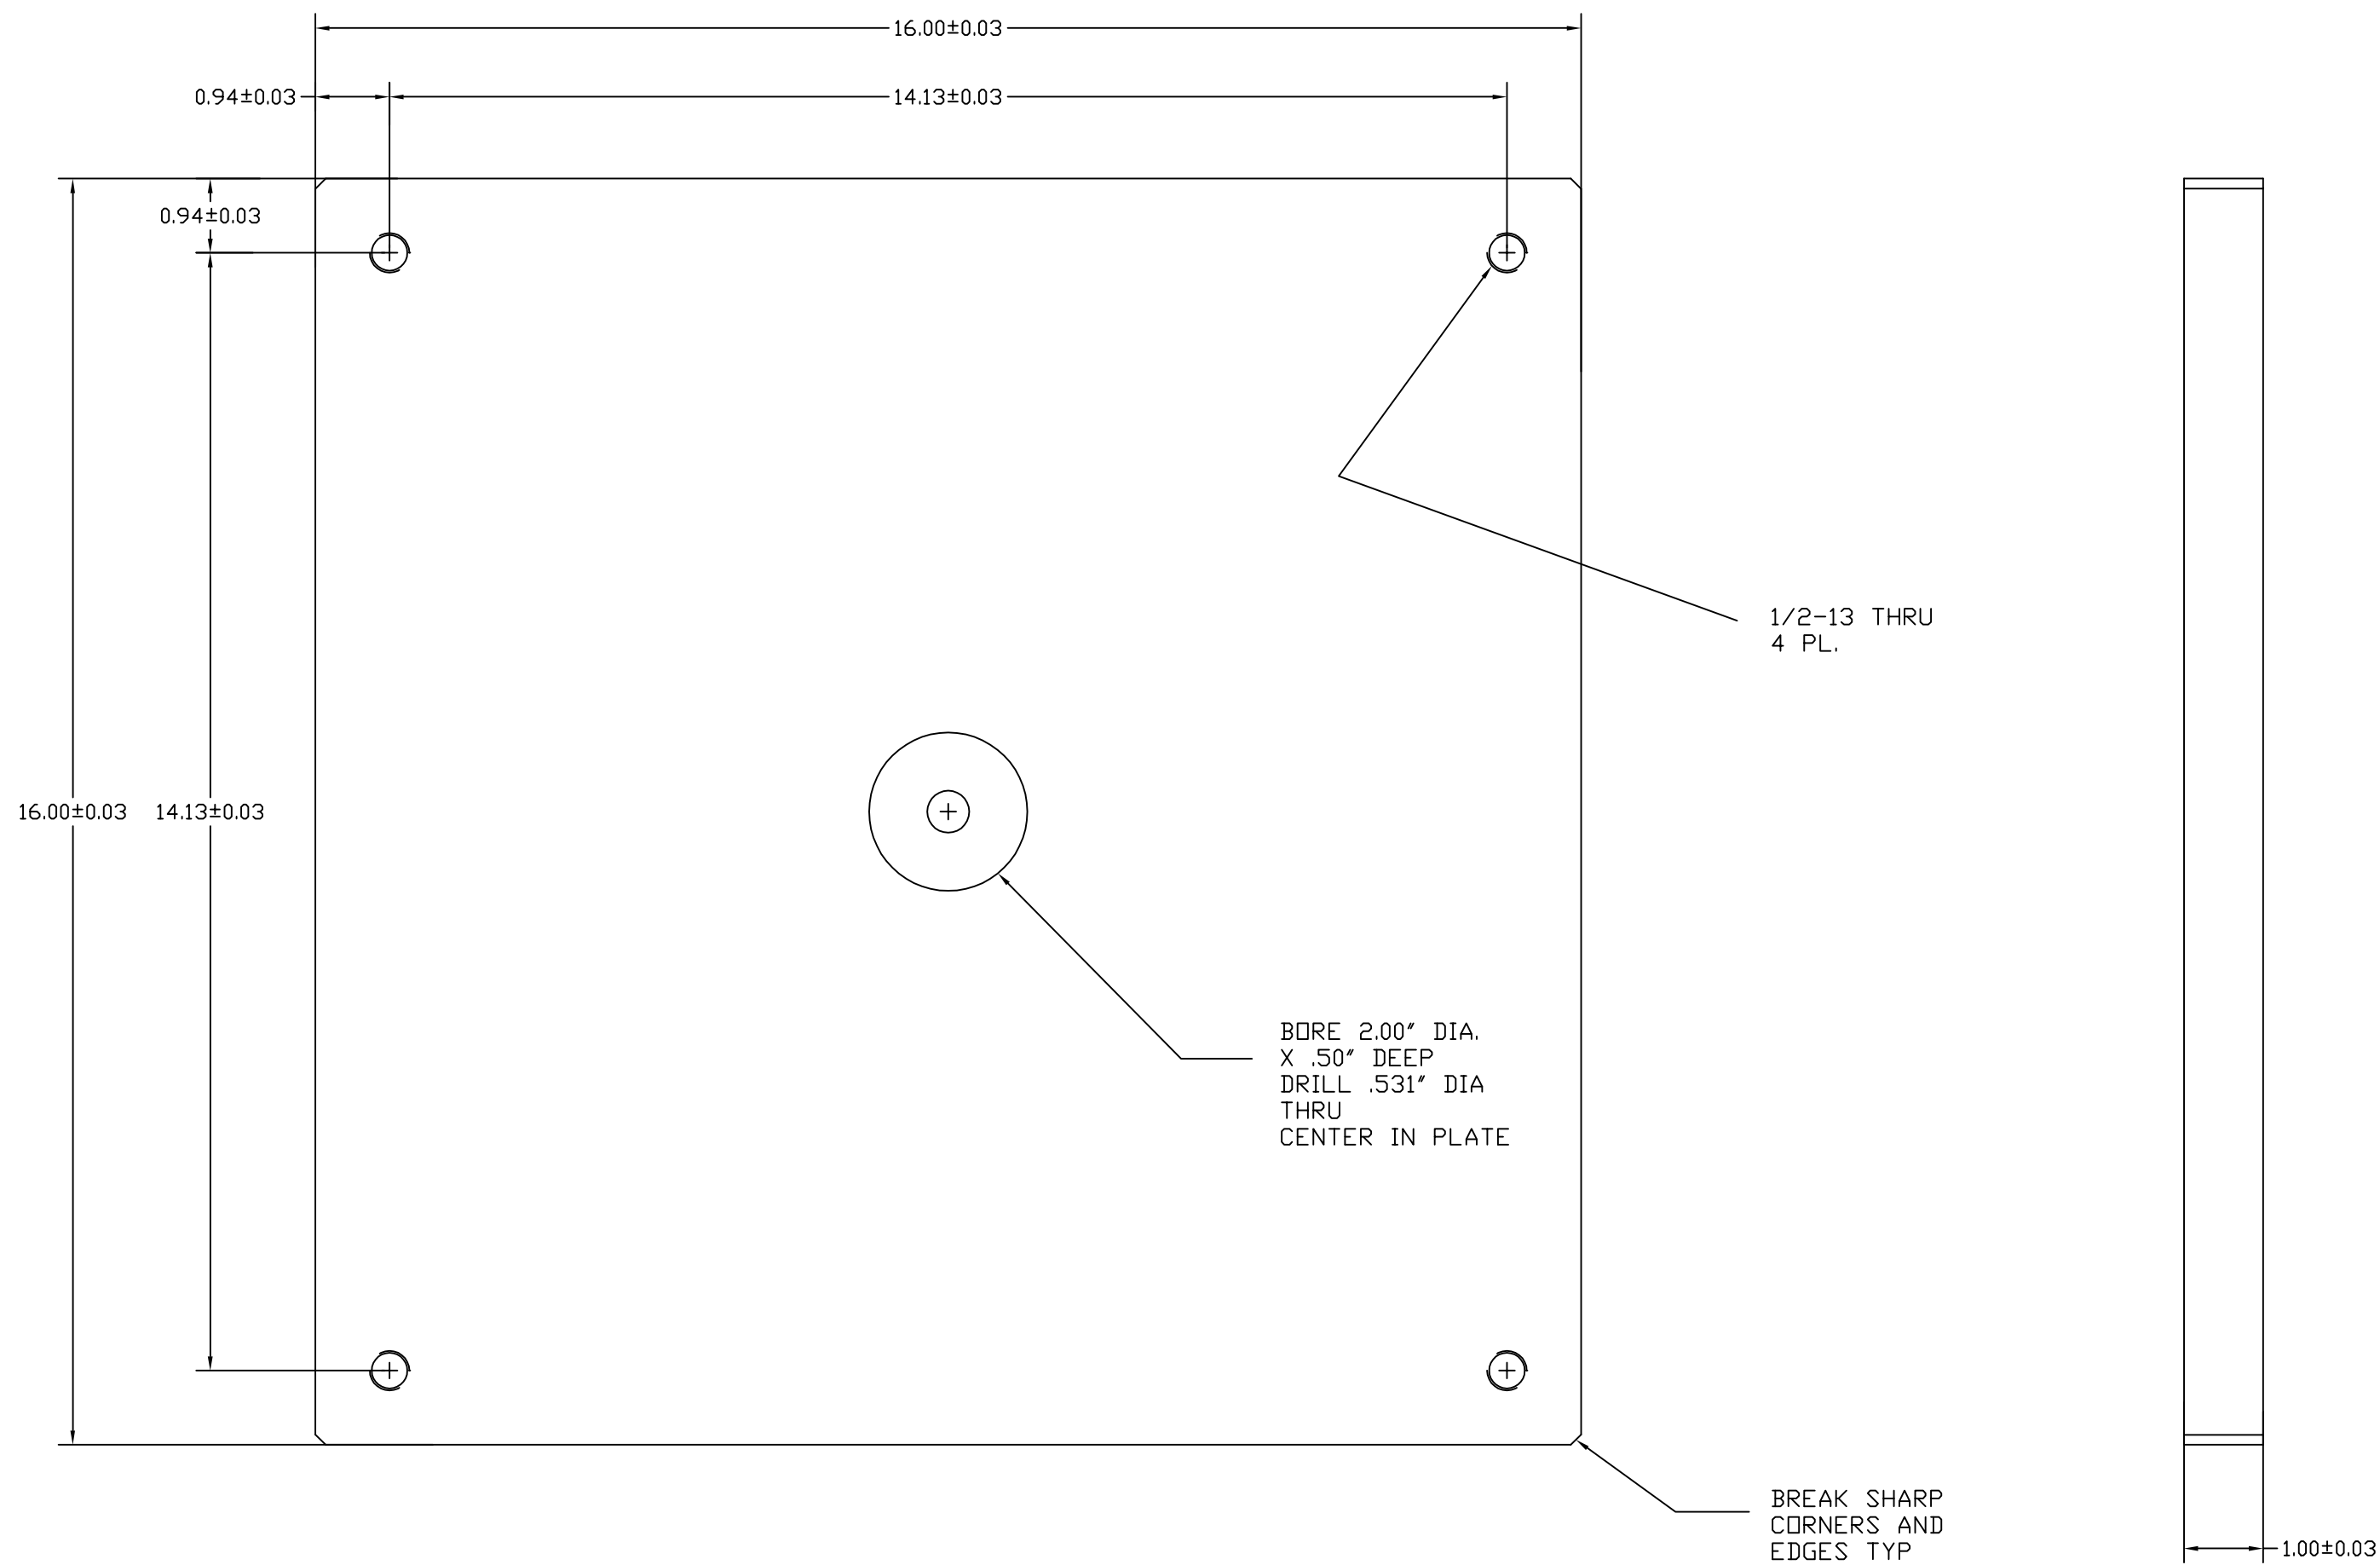 16.00±0.03
0.94±0.03
14.13±0.03
0.94±0.03
1/2-13 THRU
4 PL.
16.00±0.03
14.13±0.03
BORE 2.00" DIA.
X .50" DEEP
DRILL .531" DIA
THRU
CENTER IN PLATE
BREAK SHARP
CORNERS AND
EDGES TYP
1.00±0.03